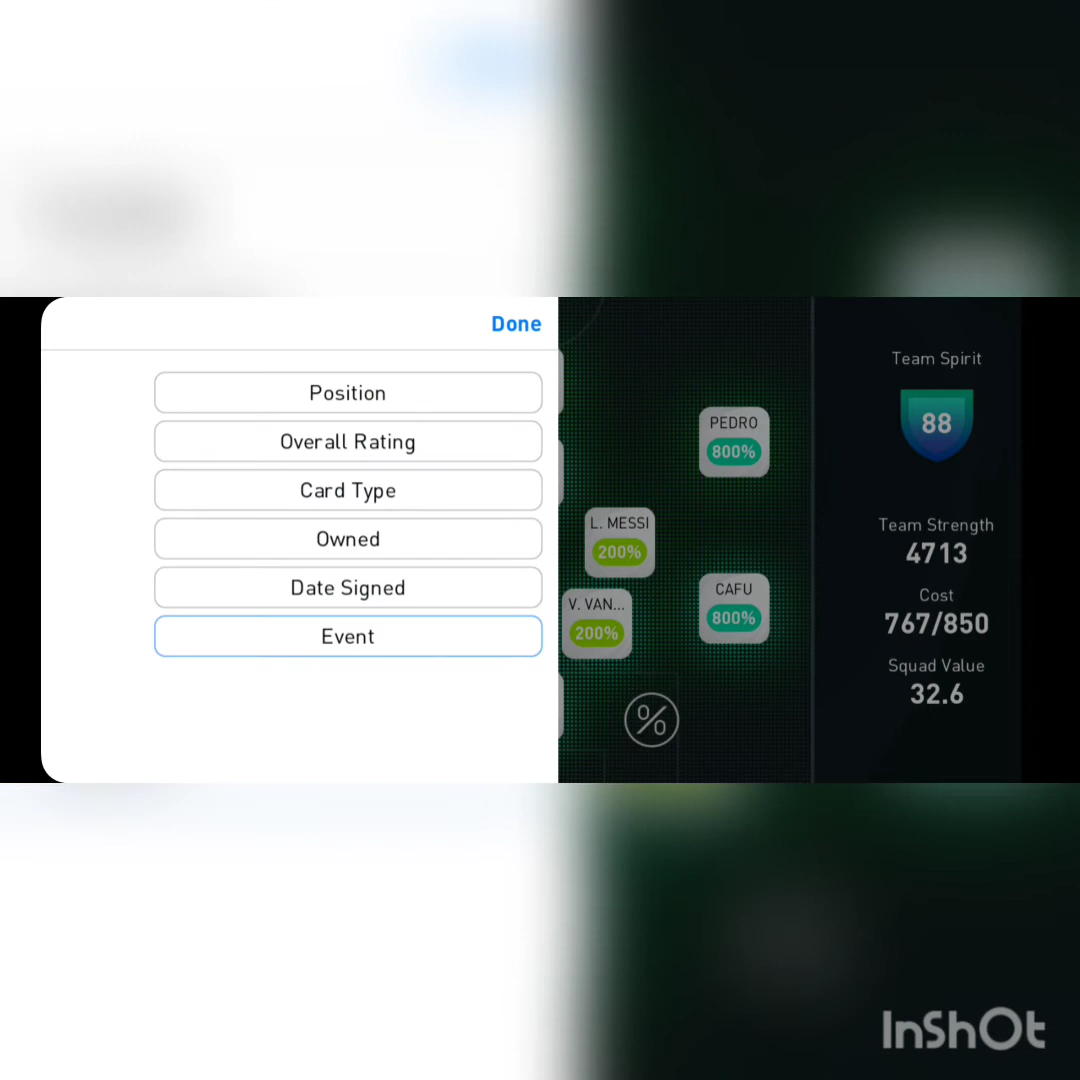 Done
Position
Overall Rating
Card Type
Owned
Date Signed
Event
PEDRO
800%
L. MESSI
200%
V. VAN...
200%
CAFU
800%
%
Team Spirit
88
Team Strength
4713
Cost
767/850
Squad Value
32.6
InShOt